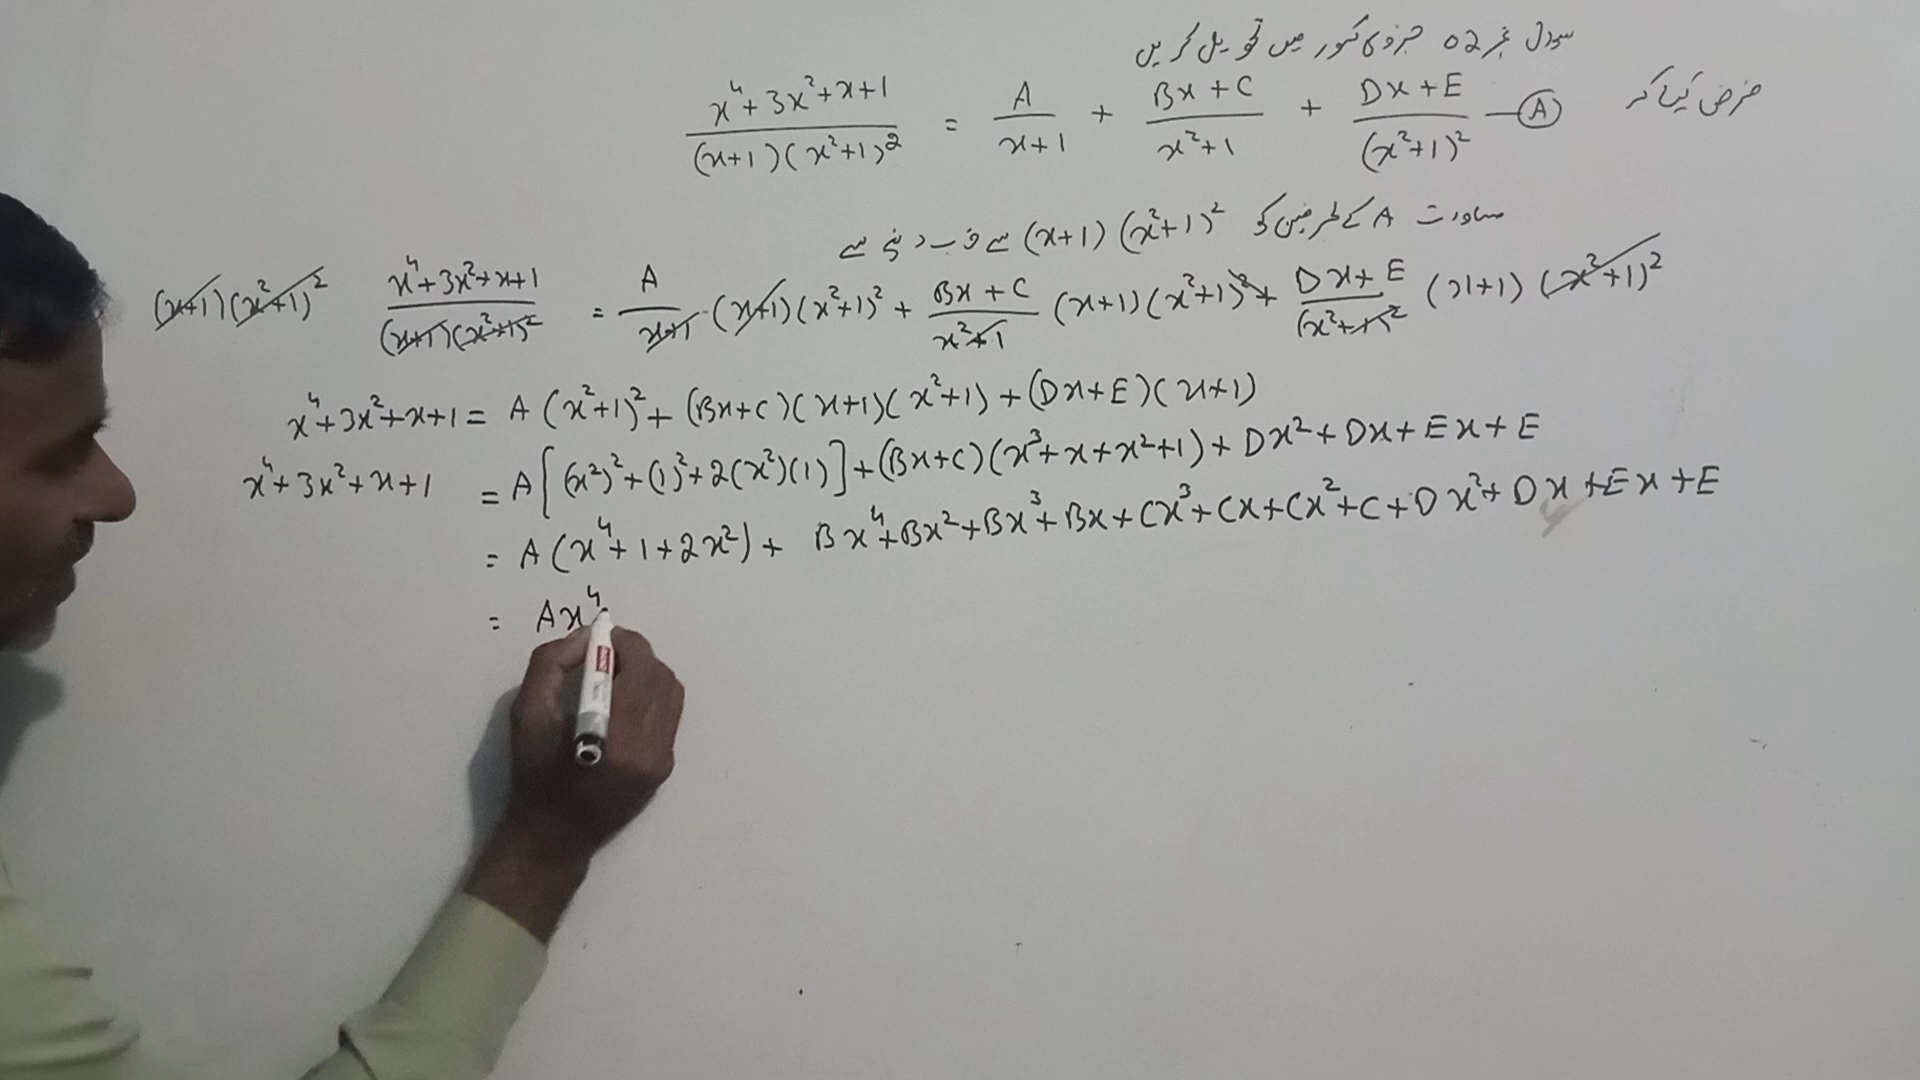 سوال نمبر 02 جزوی کسور میں تحویل کریں
فرض کیا کہ (x⁴+3x²+x+1)/((x+1)(x²+1)²) = A/(x+1) + (Bx+C)/(x²+1) + (Dx+E)/(x²+1)² — Ⓐ
مساورت A کے طرفین کو (x+1)(x²+1)² سے ضرب دینے سے
(x+1)(x²+1)² (x⁴+3x²+x+1)/((x+1)(x²+1)²) = A/(x+1) · (x+1)(x²+1)² + (Bx+C)/(x²+1) (x+1)(x²+1)² + (Dx+E)/(x²+1)² (x+1)(x²+1)²
x⁴+3x²+x+1 = A(x²+1)² + (Bx+C)(x+1)(x²+1) + (Dx+E)(x+1)
x⁴+3x²+x+1 = A[(x²)²+(1)²+2(x²)(1)] + (Bx+C)(x³+x+x²+1) + Dx²+Dx+Ex+E
= A(x⁴+1+2x²) + Bx⁴+Bx²+Bx³+Bx+Cx³+Cx+Cx²+C+Dx²+Dx+Ex+E
= Ax⁴